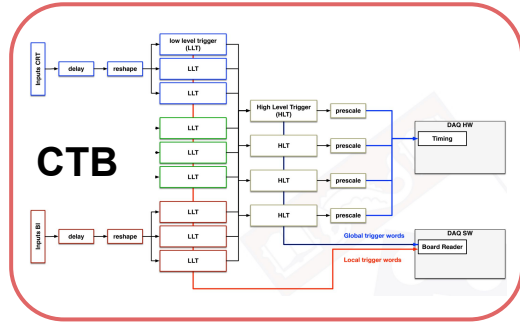 Inputs CRT
delay
reshape
low level trigger
(LLT)
LLT
LLT
LLT
LLT
LLT
CTB
High Level Trigger
(HLT)
prescale
HLT
prescale
HLT
prescale
HLT
prescale
DAQ HW
Timing
Inputs BI
delay
reshape
LLT
LLT
LLT
Global trigger words
Local trigger words
DAQ SW
Board Reader